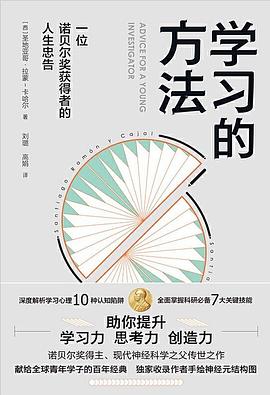 学习的
方法
ADVICE FOR A YOUNG
INVESTIGATOR
一位
诺贝尔奖获得者的
人生忠告
[西]圣地亚哥·拉蒙-卡哈尔 著
刘璐 高娟 译
Santiago Ramón y Cajal
Santia
深度解析学习心理10种认知陷阱
全面掌握科研必备7大关键技能
助你提升
学习力 思考力 创造力
诺贝尔奖得主、现代神经科学之父传世之作
献给全球青年学子的百年经典 独家收录作者手绘神经元结构图